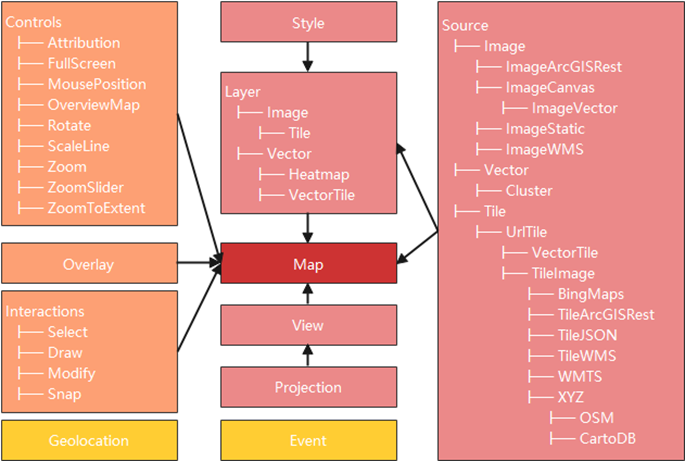 Controls
Attribution
FullScreen
MousePosition
OverviewMap
Rotate
ScaleLine
Zoom
ZoomSlider
ZoomToExtent
Overlay
Interactions
Select
Draw
Modify
Snap
Geolocation
Style
Layer
Image
Tile
Vector
Heatmap
VectorTile
Map
View
Projection
Event
Source
Image
ImageArcGISRest
ImageCanvas
ImageVector
ImageStatic
ImageWMS
Vector
Cluster
Tile
UrlTile
VectorTile
TileImage
BingMaps
TileArcGISRest
TileJSON
TileWMS
WMTS
XYZ
OSM
CartoDB